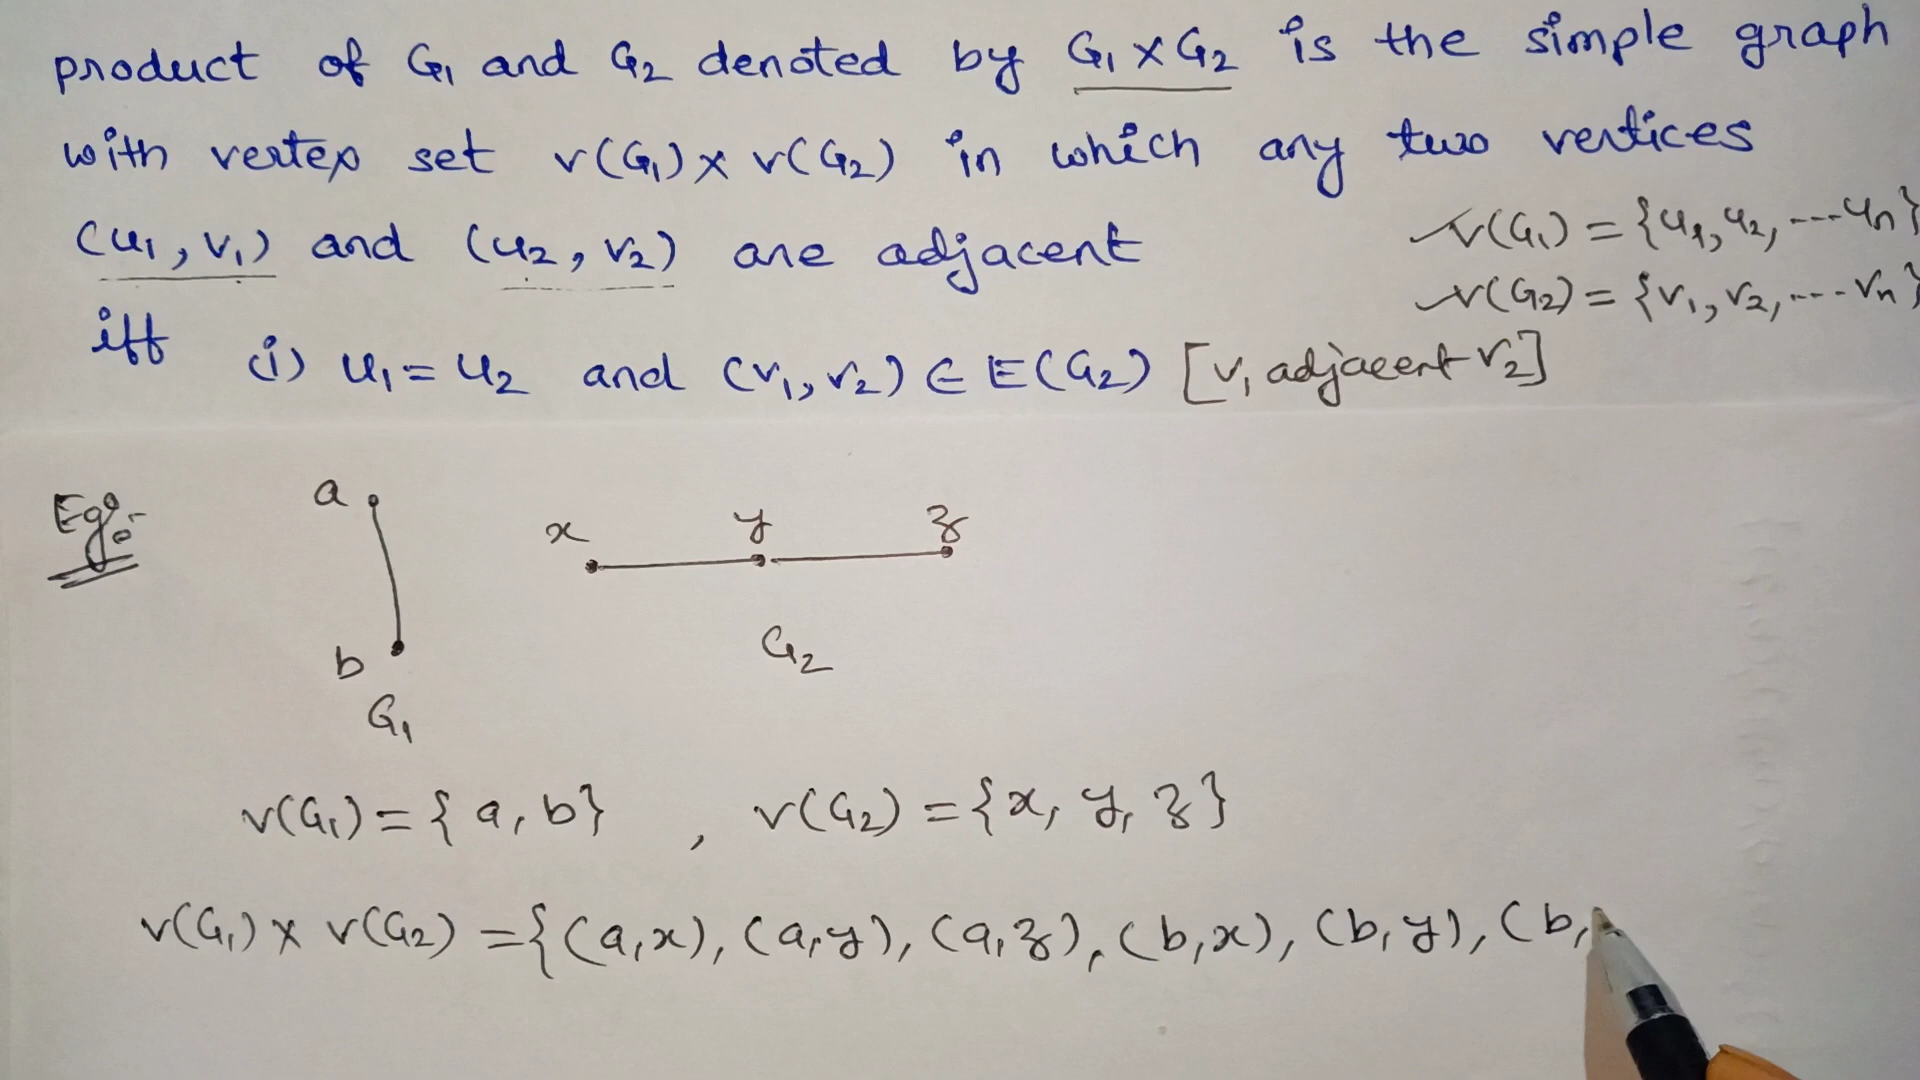 product of G₁ and G₂ denoted by G₁ x G₂ is the simple graph
with vertex set v(G₁) x v(G₂) in which any two vertices
(u₁, v₁) and (u₂, v₂) are adjacent
v(G₁) = {u₁, u₂, ---- un}
v(G₂) = {v₁, v₂, ---- vn}
iff (i) u₁ = u₂ and (v₁, v₂) ∈ E(G₂) [v₁ adjacent v₂]
Eg:-
a
x y z
b
G₂
G₁
v(G₁) = {a, b} , v(G₂) = {x, y, z}
v(G₁) x v(G₂) = {(a,x), (a,y), (a,z), (b,x), (b,y), (b,